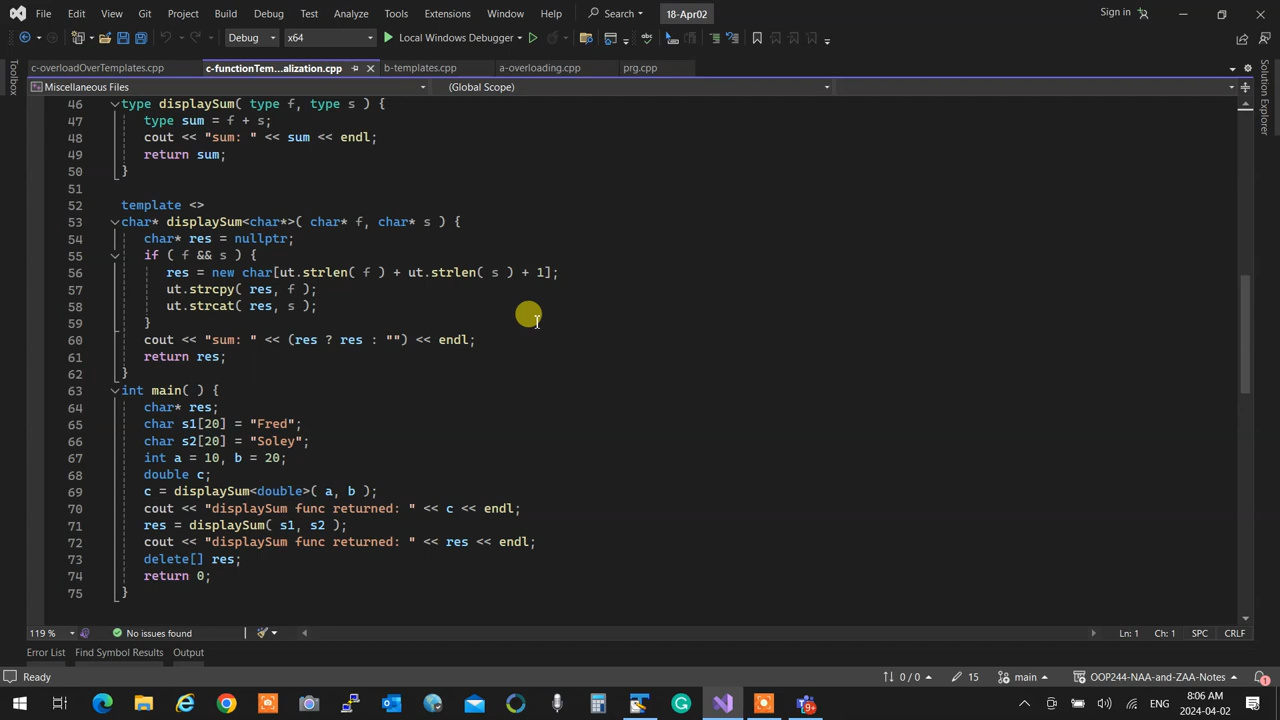 File Edit View Git Project Build Debug Test Analyze Tools Extensions Window Help Search 18-Apr02 Sign in
Debug x64 Local Windows Debugger
c-overloadOverTemplates.cpp c-functionTem...alization.cpp b-templates.cpp a-overloading.cpp prg.cpp
Toolbox
Solution Explorer
Miscellaneous Files (Global Scope)
46 type displaySum( type f, type s ) {
47 type sum = f + s;
48 cout << "sum: " << sum << endl;
49 return sum;
50 }
51
52 template <>
53 char* displaySum<char*>( char* f, char* s ) {
54 char* res = nullptr;
55 if ( f && s ) {
56 res = new char[ut.strlen( f ) + ut.strlen( s ) + 1];
57 ut.strcpy( res, f );
58 ut.strcat( res, s );
59 }
60 cout << "sum: " << (res ? res : "") << endl;
61 return res;
62 }
63 int main( ) {
64 char* res;
65 char s1[20] = "Fred";
66 char s2[20] = "Soley";
67 int a = 10, b = 20;
68 double c;
69 c = displaySum<double>( a, b );
70 cout << "displaySum func returned: " << c << endl;
71 res = displaySum( s1, s2 );
72 cout << "displaySum func returned: " << res << endl;
73 delete[] res;
74 return 0;
75 }
119 % No issues found Ln: 1 Ch: 1 SPC CRLF
Error List Find Symbol Results Output
Ready 0 / 0 15 main OOP244-NAA-and-ZAA-Notes 1
9+ ENG 8:06 AM
2024-04-02